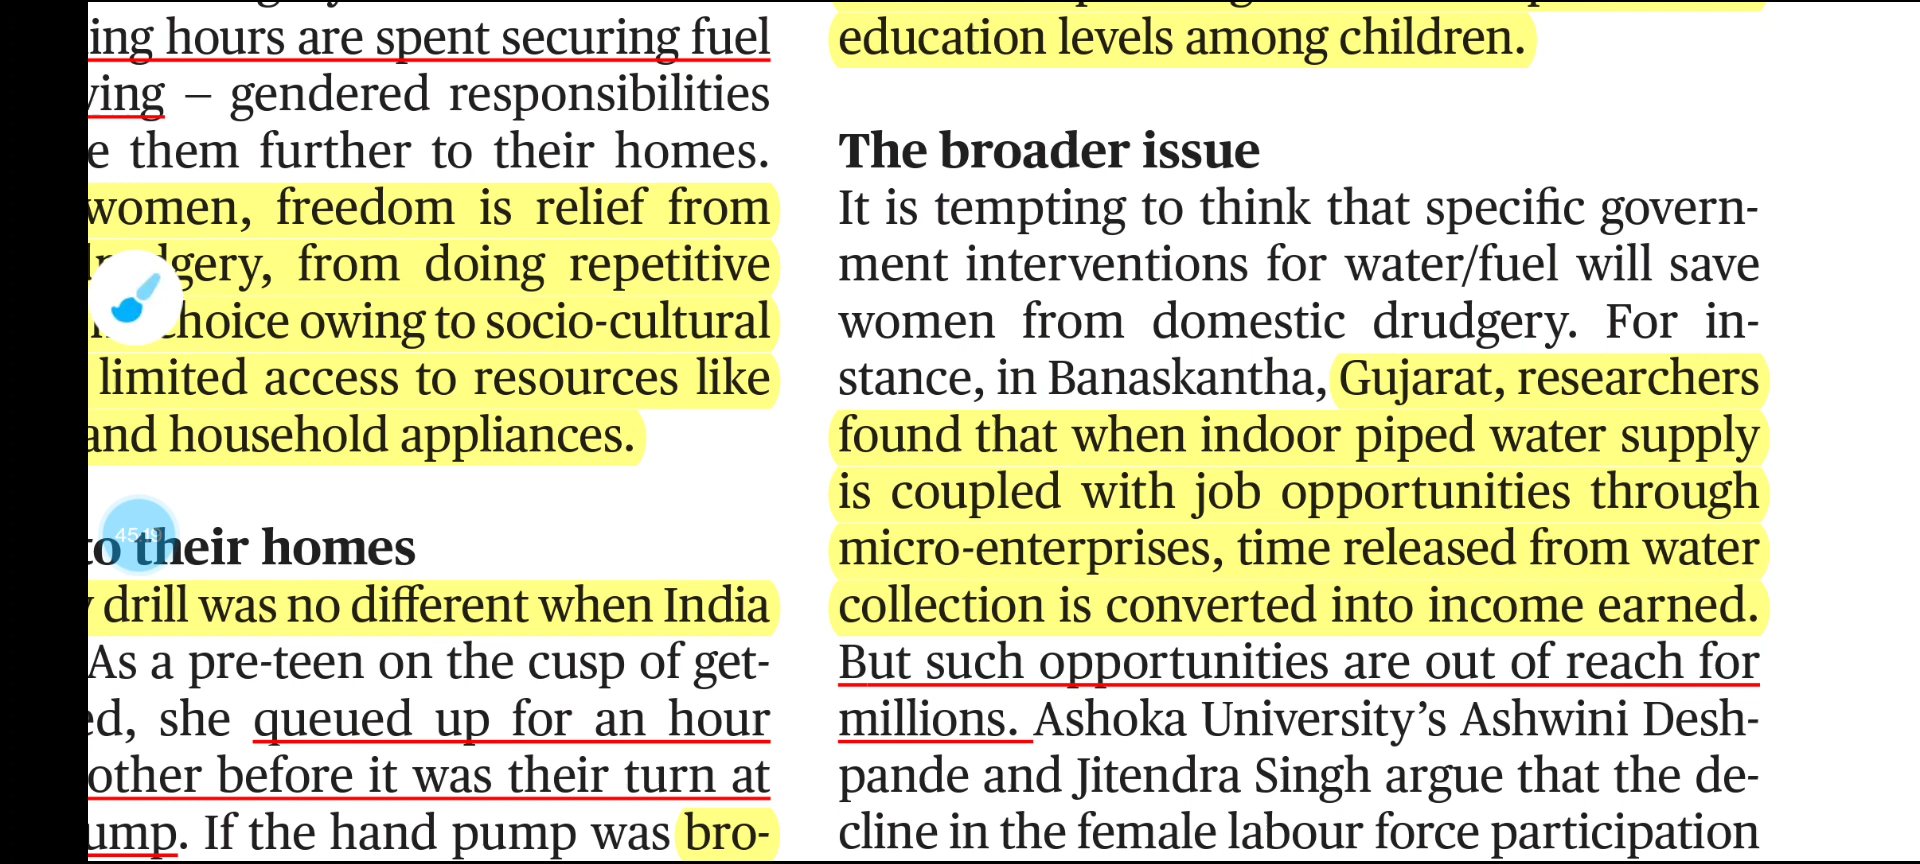 ing hours are spent securing fuel
ying – gendered responsibilities
e them further to their homes.
women, freedom is relief from
gery, from doing repetitive
choice owing to socio-cultural
limited access to resources like
and household appliances.
to their homes
drill was no different when India
As a pre-teen on the cusp of get-
ed, she queued up for an hour
other before it was their turn at
ump. If the hand pump was bro-
education levels among children.
The broader issue
It is tempting to think that specific govern-
ment interventions for water/fuel will save
women from domestic drudgery. For in-
stance, in Banaskantha, Gujarat, researchers
found that when indoor piped water supply
is coupled with job opportunities through
micro-enterprises, time released from water
collection is converted into income earned.
But such opportunities are out of reach for
millions. Ashoka University’s Ashwini Desh-
pande and Jitendra Singh argue that the de-
cline in the female labour force participation
45:19